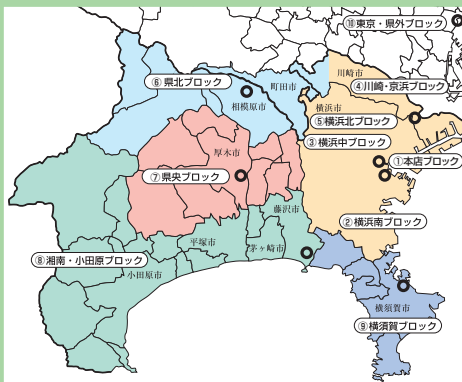 ⑩東京・県外ブロック
川崎市
⑥県北ブロック
町田市
④川崎・京浜ブロック
相模原市
横浜市
⑤横浜北ブロック
③横浜中ブロック
厚木市
①本店ブロック
⑦県央ブロック
藤沢市
②横浜南ブロック
平塚市
茅ヶ崎市
⑧湘南・小田原ブロック
小田原市
横須賀市
⑨横須賀ブロック